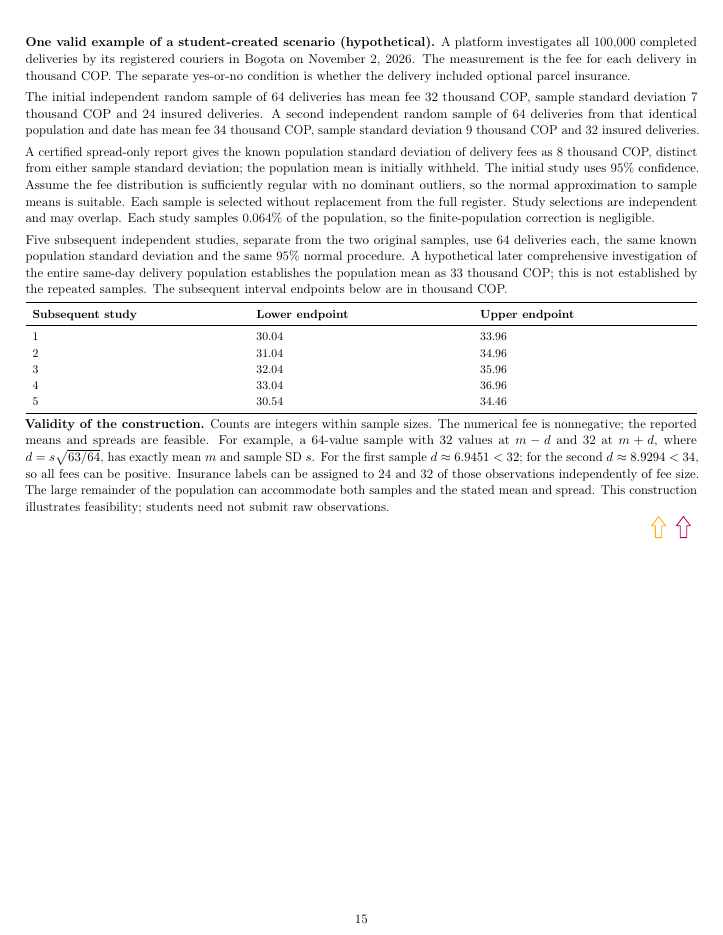 One valid example of a student-created scenario (hypothetical). A platform investigates all 100,000 completed
deliveries by its registered couriers in Bogota on November 2, 2026. The measurement is the fee for each delivery in
thousand COP. The separate yes-or-no condition is whether the delivery included optional parcel insurance.
The initial independent random sample of 64 deliveries has mean fee 32 thousand COP, sample standard deviation 7
thousand COP and 24 insured deliveries. A second independent random sample of 64 deliveries from that identical
population and date has mean fee 34 thousand COP, sample standard deviation 9 thousand COP and 32 insured deliveries.
A certified spread-only report gives the known population standard deviation of delivery fees as 8 thousand COP, distinct
from either sample standard deviation; the population mean is initially withheld. The initial study uses 95% confidence.
Assume the fee distribution is sufficiently regular with no dominant outliers, so the normal approximation to sample
means is suitable. Each sample is selected without replacement from the full register. Study selections are independent
and may overlap. Each study samples 0.064% of the population, so the finite-population correction is negligible.
Five subsequent independent studies, separate from the two original samples, use 64 deliveries each, the same known
population standard deviation and the same 95% normal procedure. A hypothetical later comprehensive investigation of
the entire same-day delivery population establishes the population mean as 33 thousand COP; this is not established by
the repeated samples. The subsequent interval endpoints below are in thousand COP.
Subsequent study Lower endpoint Upper endpoint
1 30.04 33.96
2 31.04 34.96
3 32.04 35.96
4 33.04 36.96
5 30.54 34.46
Validity of the construction. Counts are integers within sample sizes. The numerical fee is nonnegative; the reported
means and spreads are feasible. For example, a 64-value sample with 32 values at m − d and 32 at m + d, where
d = s√63/64, has exactly mean m and sample SD s. For the first sample d ≈ 6.9451 < 32; for the second d ≈ 8.9294 < 34,
so all fees can be positive. Insurance labels can be assigned to 24 and 32 of those observations independently of fee size.
The large remainder of the population can accommodate both samples and the stated mean and spread. This construction
illustrates feasibility; students need not submit raw observations.
15